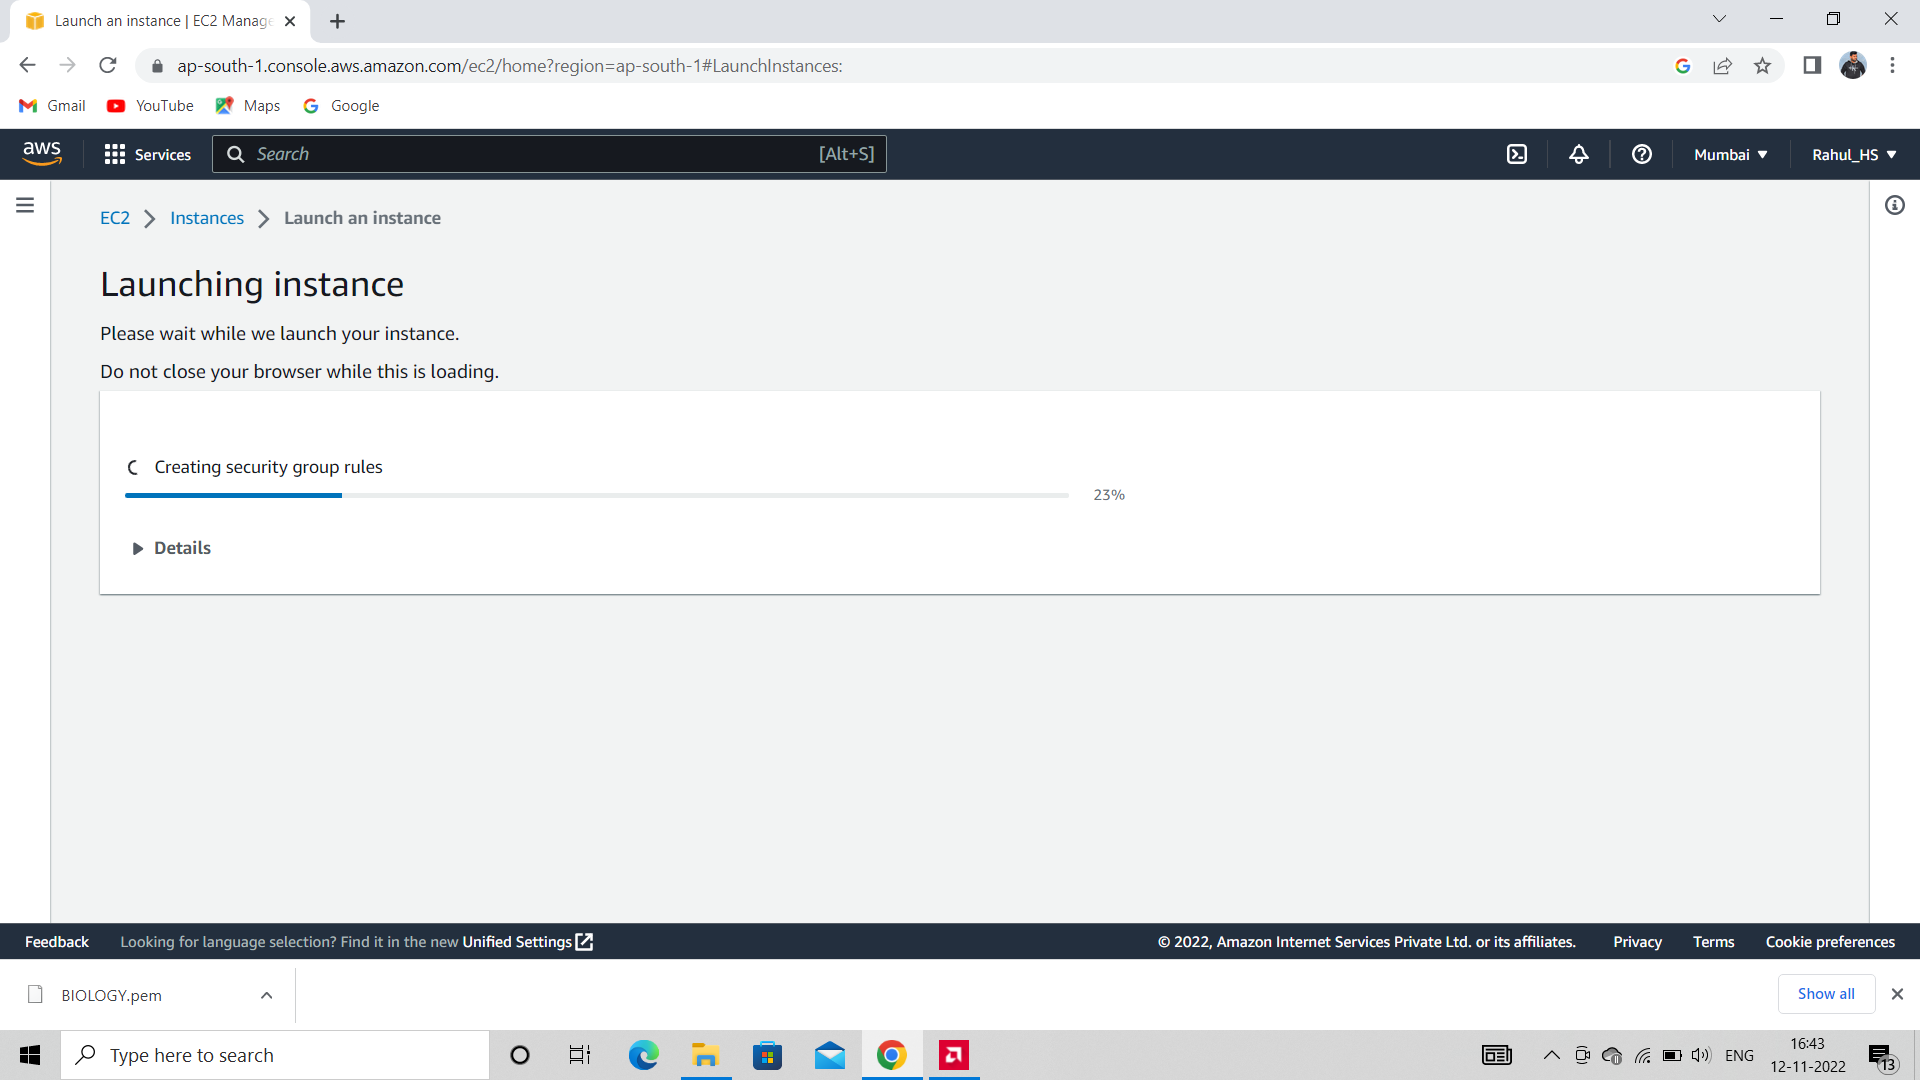 Launch an instance | EC2 Manage
ap-south-1.console.aws.amazon.com/ec2/home?region=ap-south-1#LaunchInstances:
Gmail YouTube Maps Google
aws Services Search [Alt+S] Mumbai Rahul_HS
EC2 Instances Launch an instance
Launching instance
Please wait while we launch your instance.
Do not close your browser while this is loading.
Creating security group rules
23%
Details
Feedback Looking for language selection? Find it in the new Unified Settings © 2022, Amazon Internet Services Private Ltd. or its affiliates. Privacy Terms Cookie preferences
BIOLOGY.pem Show all
Type here to search ENG 16:43
12-11-2022 13